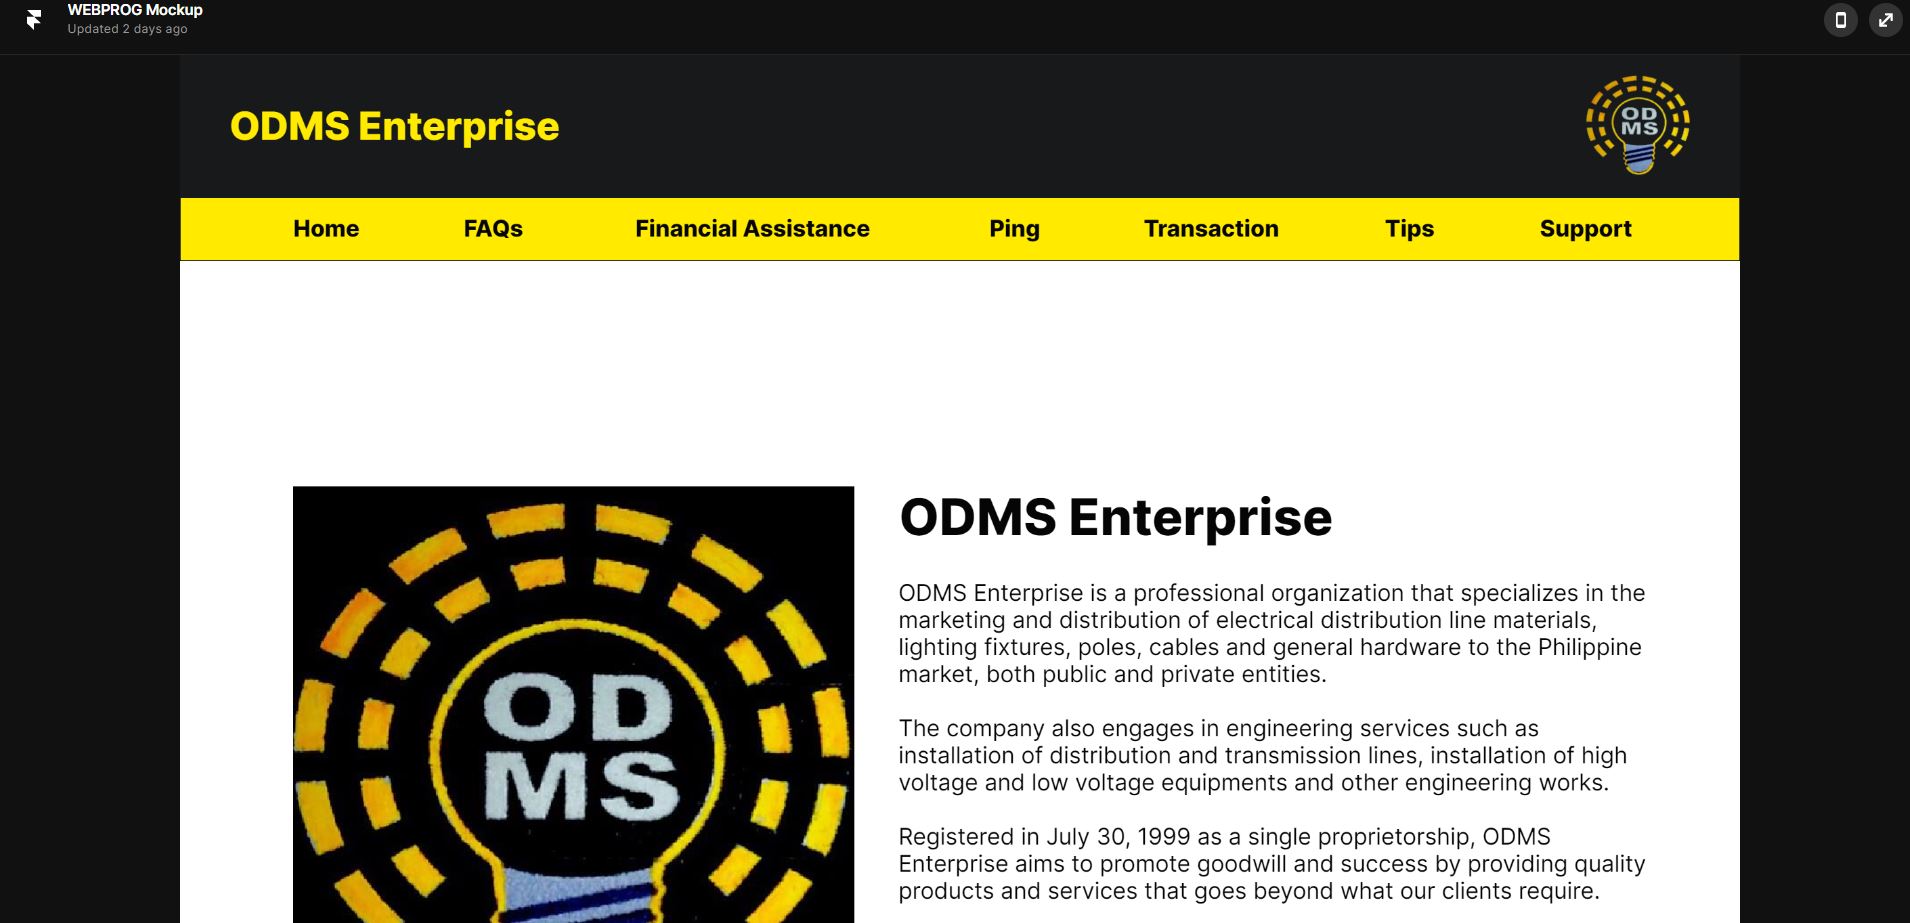 WEBPROG Mockup
Updated 2 days ago
ODMS Enterprise
OD
MS
Home FAQs Financial Assistance Ping Transaction Tips Support
OD
MS
ODMS Enterprise
ODMS Enterprise is a professional organization that specializes in the
marketing and distribution of electrical distribution line materials,
lighting fixtures, poles, cables and general hardware to the Philippine
market, both public and private entities.
The company also engages in engineering services such as
installation of distribution and transmission lines, installation of high
voltage and low voltage equipments and other engineering works.
Registered in July 30, 1999 as a single proprietorship, ODMS
Enterprise aims to promote goodwill and success by providing quality
products and services that goes beyond what our clients require.